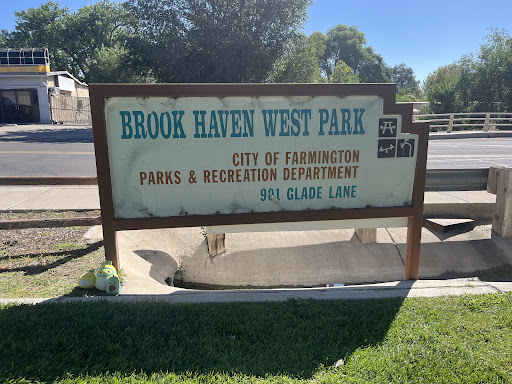 BROOK HAVEN WEST PARK
CITY OF FARMINGTON
PARKS & RECREATION DEPARTMENT
901 GLADE LANE